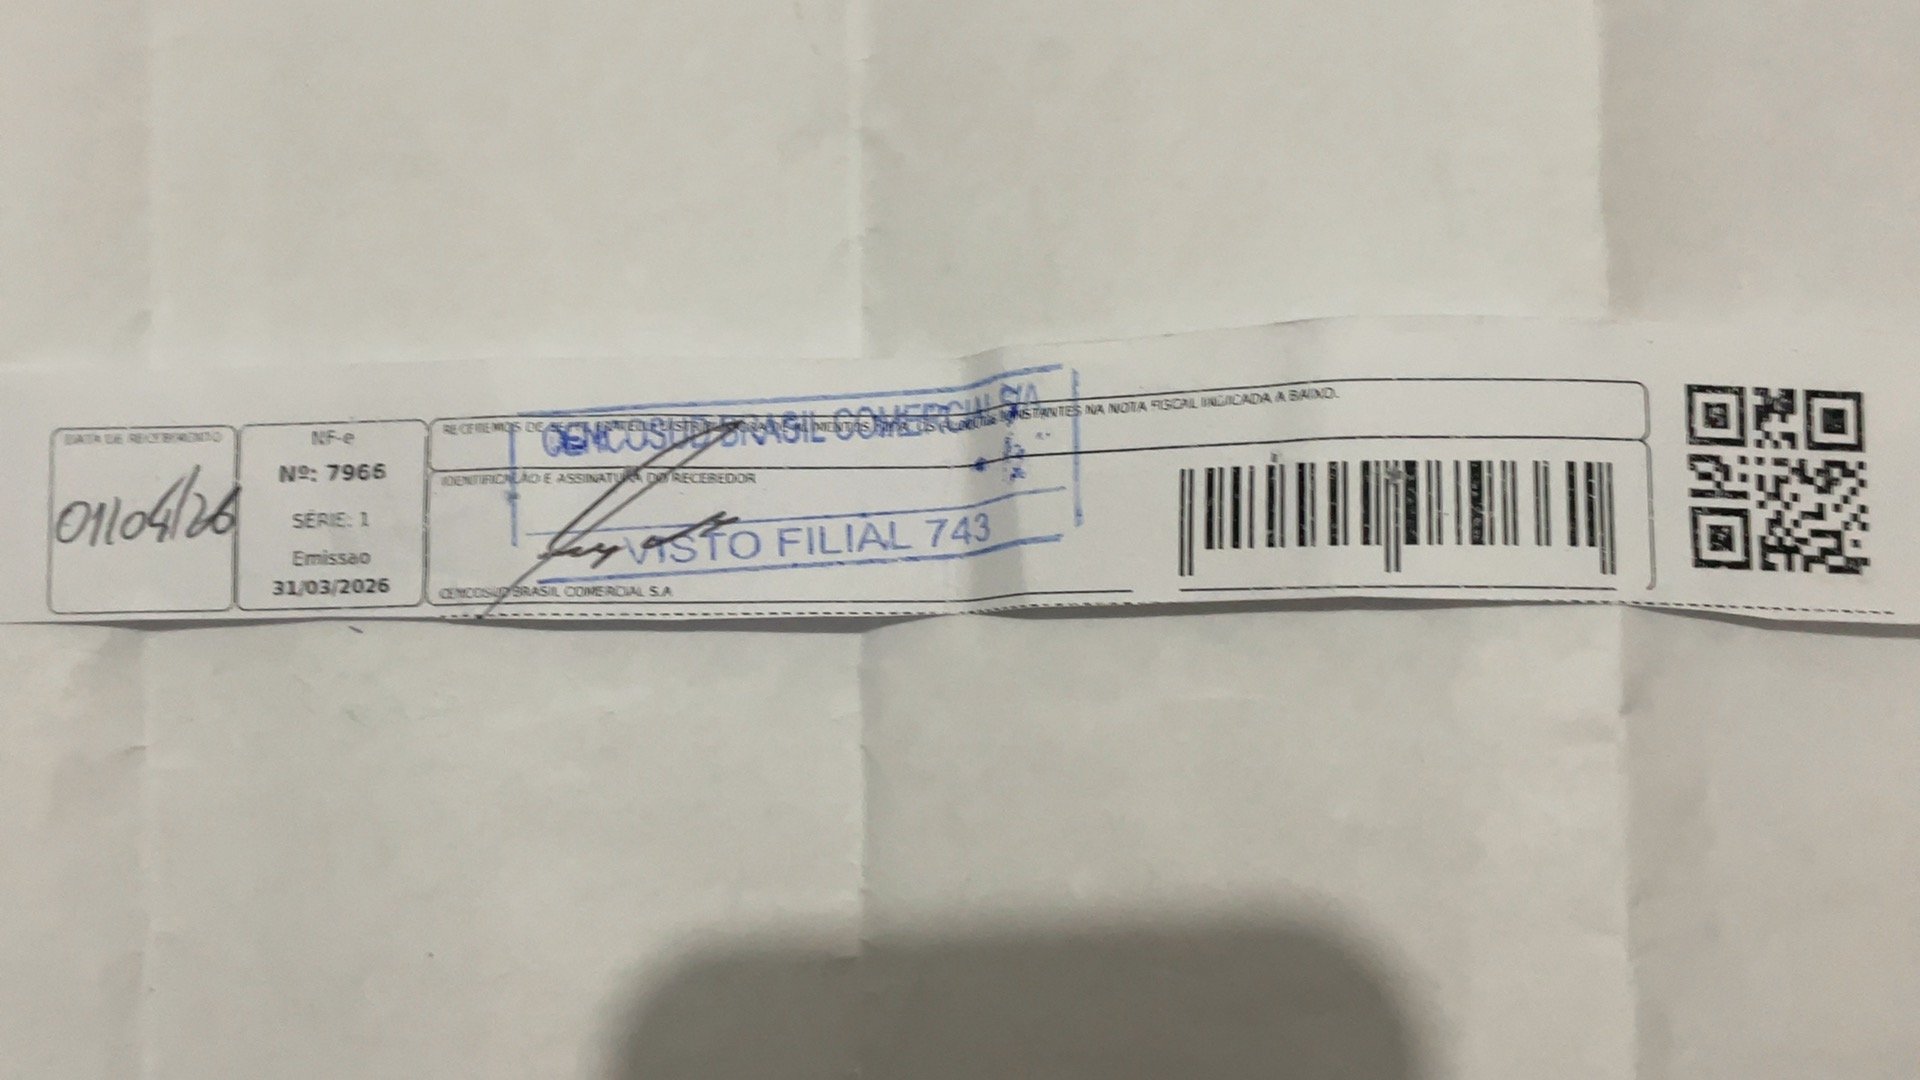 DATA DE RECEBIMENTO
01/04/26
NF-e
Nº: 7966
SÉRIE: 1
Emissao
31/03/2026
RECEBEMOS DE OS CONSTANTES NA NOTA FISCAL INDICADA A BAIXO.
CENCOSUD BRASIL COMERCIAL S/A
IDENTIFICAÇÃO E ASSINATURA DO RECEBEDOR
VISTO FILIAL 743
CENCOSUD BRASIL COMERCIAL S.A